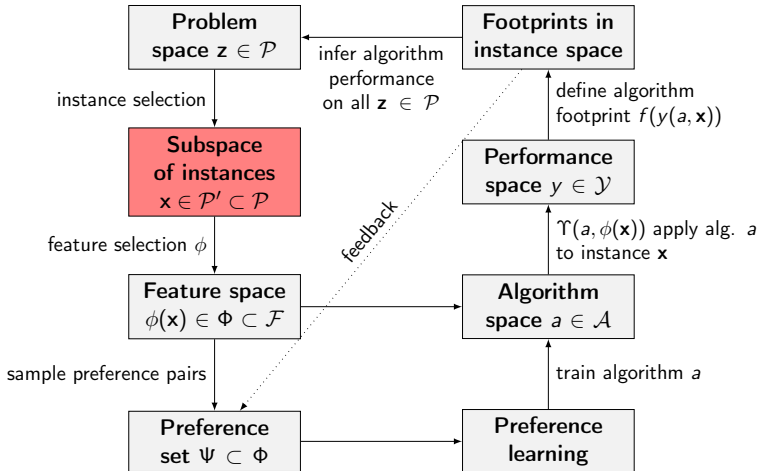 Problem
space z ∈ 𝒫
Footprints in
instance space
infer algorithm
performance
on all z ∈ 𝒫
instance selection
define algorithm
footprint f(y(a, x))
Subspace
of instances
x ∈ 𝒫′ ⊂ 𝒫
Performance
space y ∈ 𝒴
feedback
feature selection ϕ
ϒ(a, ϕ(x)) apply alg. a
to instance x
Feature space
ϕ(x) ∈ Φ ⊂ ℱ
Algorithm
space a ∈ 𝒜
sample preference pairs
train algorithm a
Preference
set Ψ ⊂ Φ
Preference
learning